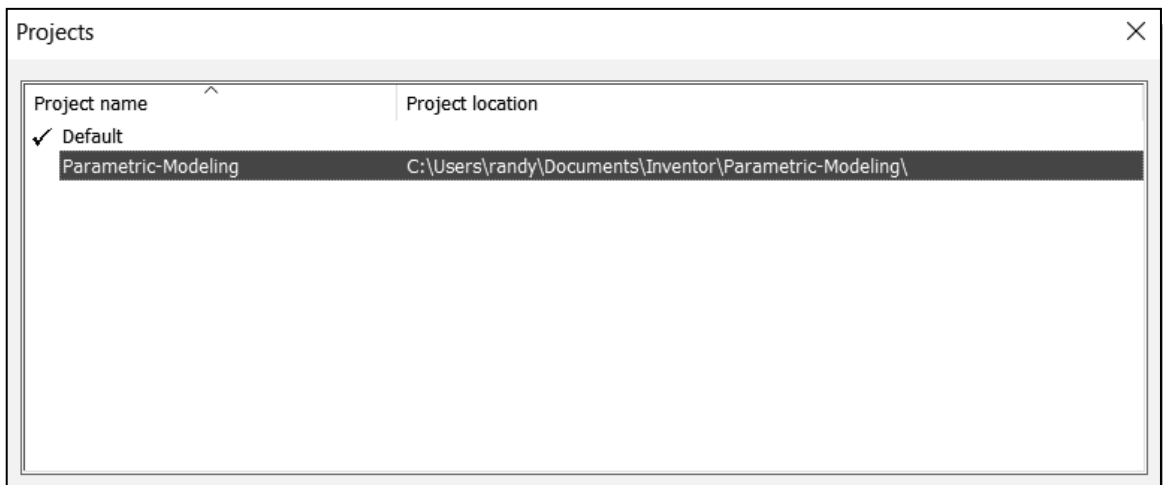 Projects
Project name Project location
Default
Parametric-Modeling C:\Users\randy\Documents\Inventor\Parametric-Modeling\